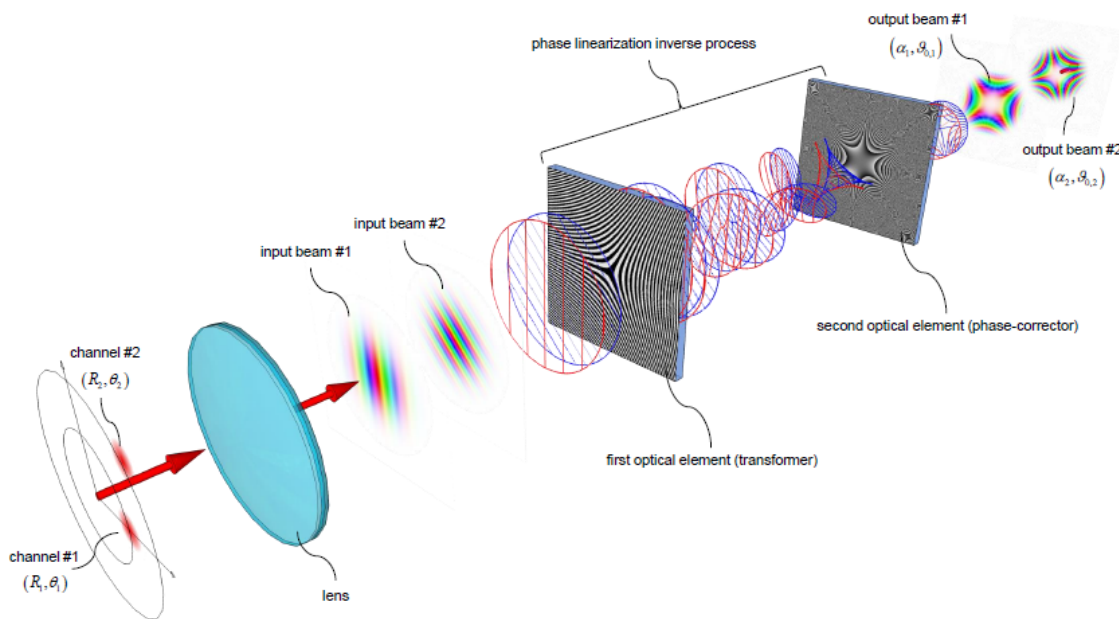 phase linearization inverse process
output beam #1
(α₁,ϑ₀,₁)
output beam #2
(α₂,ϑ₀,₂)
input beam #2
input beam #1
second optical element (phase-corrector)
channel #2
(R₂,θ₂)
first optical element (transformer)
channel #1
(R₁,θ₁)
lens